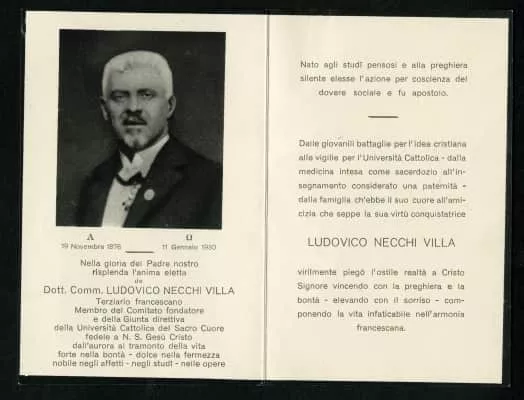 A Ω
19 Novembre 1876 — 11 Gennaio 1930
Nella gloria del Padre nostro
risplenda l'anima eletta
de
Dott. Comm. LUDOVICO NECCHI VILLA
Terziario francescano
Membro del Comitato fondatore
e della Giunta direttiva
della Università Cattolica del Sacro Cuore
fedele a N. S. Gesù Cristo
dall'aurora al tramonto della vita
forte nella bontà - dolce nella fermezza
nobile negli affetti - negli studî - nelle opere
Nato agli studî pensosi e alla preghiera
silente elesse l'azione per coscienza del
dovere sociale e fu apostolo.
Dalle giovanili battaglie per l'idea cristiana
alle vigilie per l'Università Cattolica - dalla
medicina intesa come sacerdozio all'in-
segnamento considerato una paternità -
dalla famiglia ch'ebbe il suo cuore all'ami-
cizia che seppe la sua virtù conquistatrice
LUDOVICO NECCHI VILLA
virilmente piegò l'ostile realtà a Cristo
Signore vincendo con la preghiera e la
bontà - elevando con il sorriso - compo-
nendo la vita infaticabile nell'armonia
francescana.